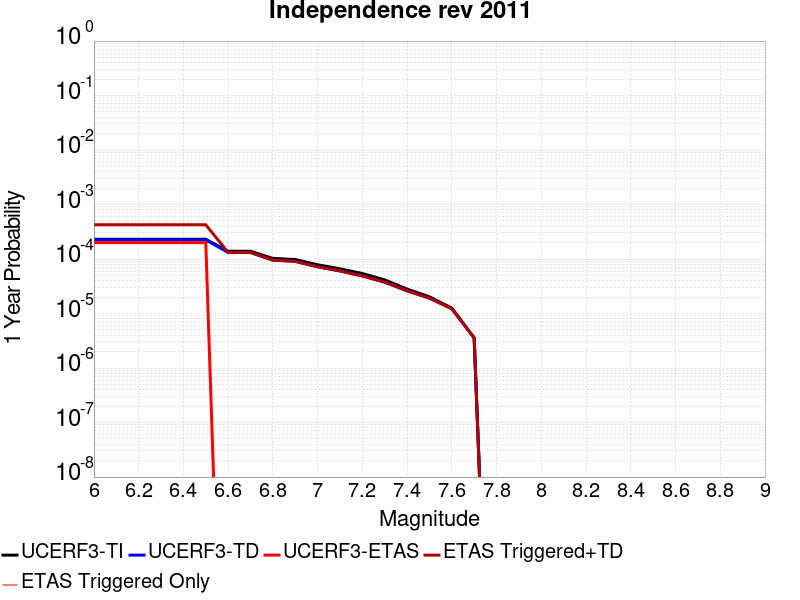 Independence rev 2011
10^0
10^-1
10^-2
10^-3
10^-4
10^-5
10^-6
10^-7
10^-8
1 Year Probability
6 6.2 6.4 6.6 6.8 7 7.2 7.4 7.6 7.8 8 8.2 8.4 8.6 8.8 9
Magnitude
UCERF3-TI UCERF3-TD UCERF3-ETAS ETAS Triggered+TD
ETAS Triggered Only